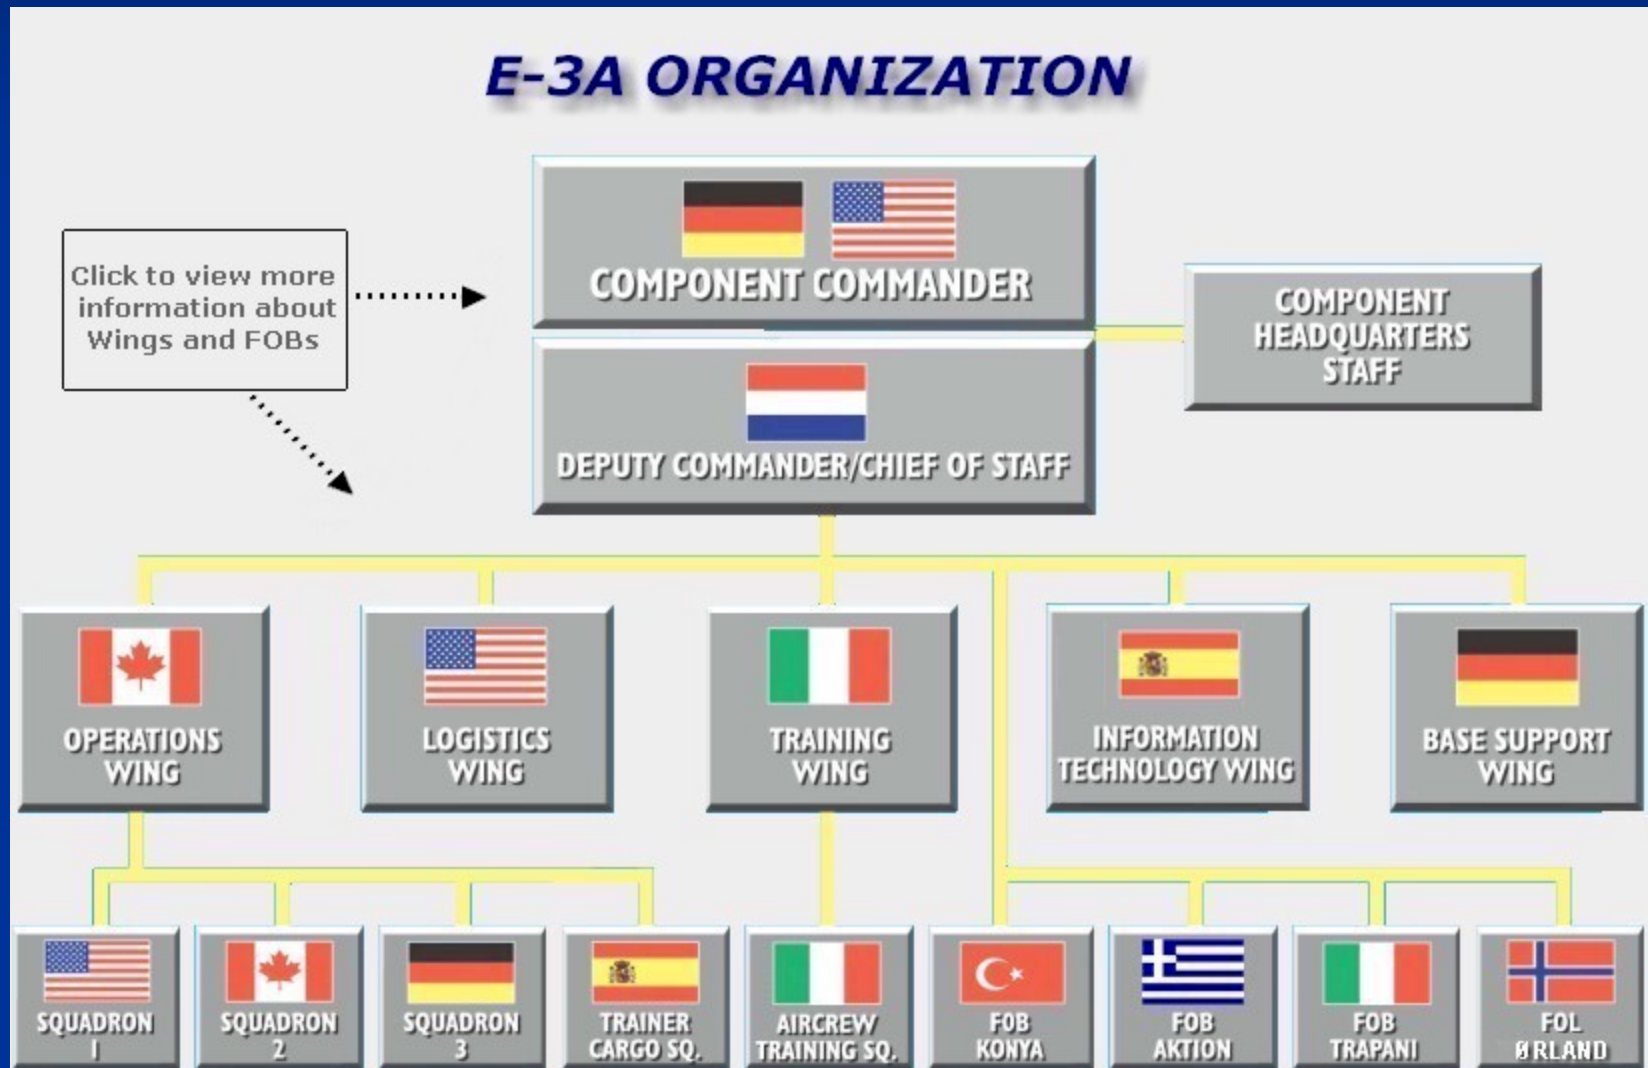 E-3A ORGANIZATION
COMPONENT COMMANDER
Click to view more
information about
Wings and FOBs
COMPONENT
HEADQUARTERS
STAFF
DEPUTY COMMANDER/CHIEF OF STAFF
OPERATIONS
WING
LOGISTICS
WING
TRAINING
WING
INFORMATION
TECHNOLOGY WING
BASE SUPPORT
WING
SQUADRON
1
SQUADRON
2
SQUADRON
3
TRAINER
CARGO SQ.
AIRCREW
TRAINING SQ.
FOB
KONYA
FOB
AKTION
FOB
TRAPANI
FOL
ØRLAND